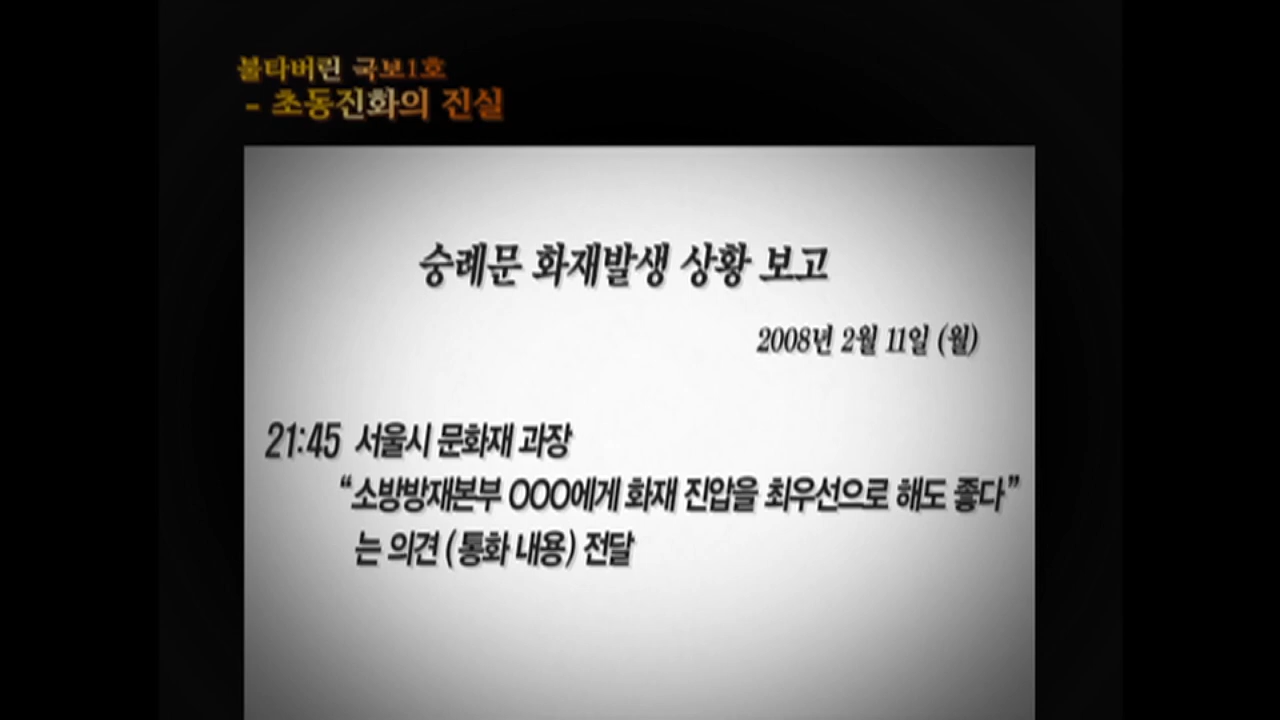 불타버린 국보1호
- 초동진화의 진실
숭례문 화재발생 상황 보고
2008년 2월 11일 (월)
21:45 서울시 문화재 과장
“소방방재본부 OOO에게 화재 진압을 최우선으로 해도 좋다”
는 의견 (통화 내용) 전달